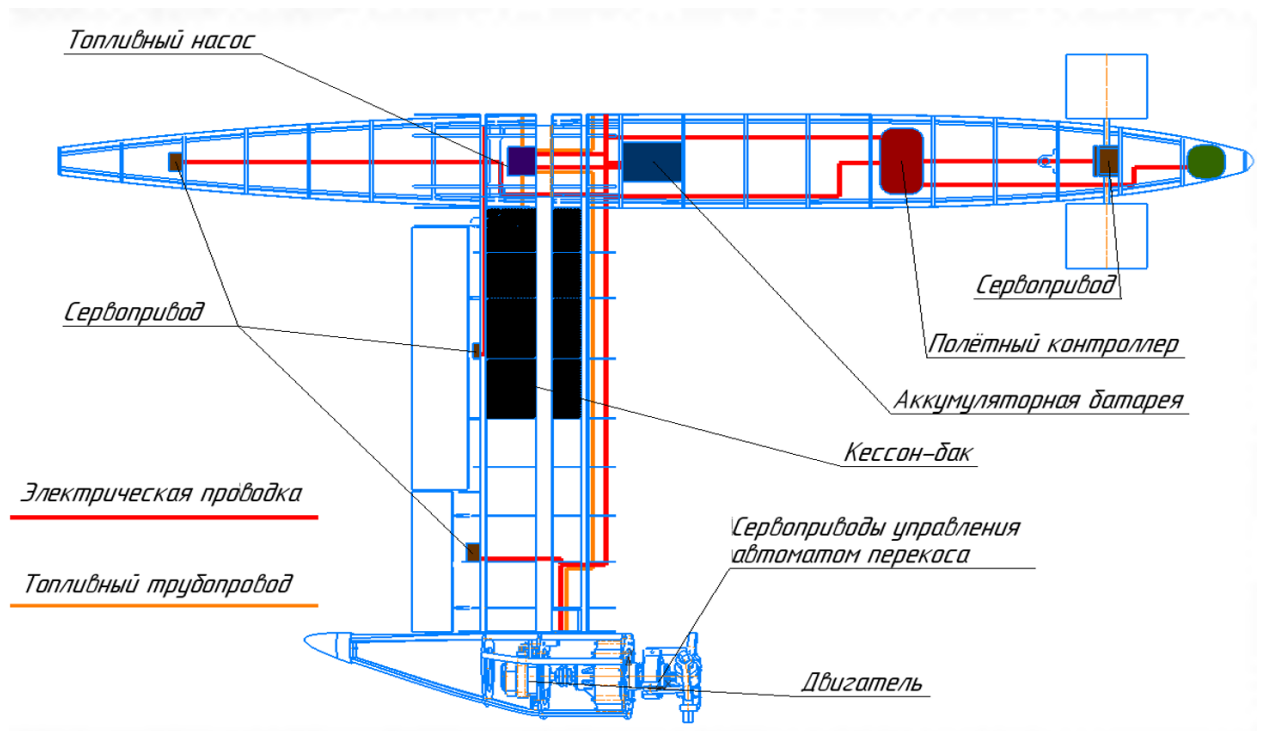 Топливный насос
Сервопривод
Сервопривод
Полётный контроллер
Аккумуляторная батарея
Кессон-бак
Электрическая проводка
Сервоприводы управления
автоматом перекоса
Топливный трубопровод
Двигатель